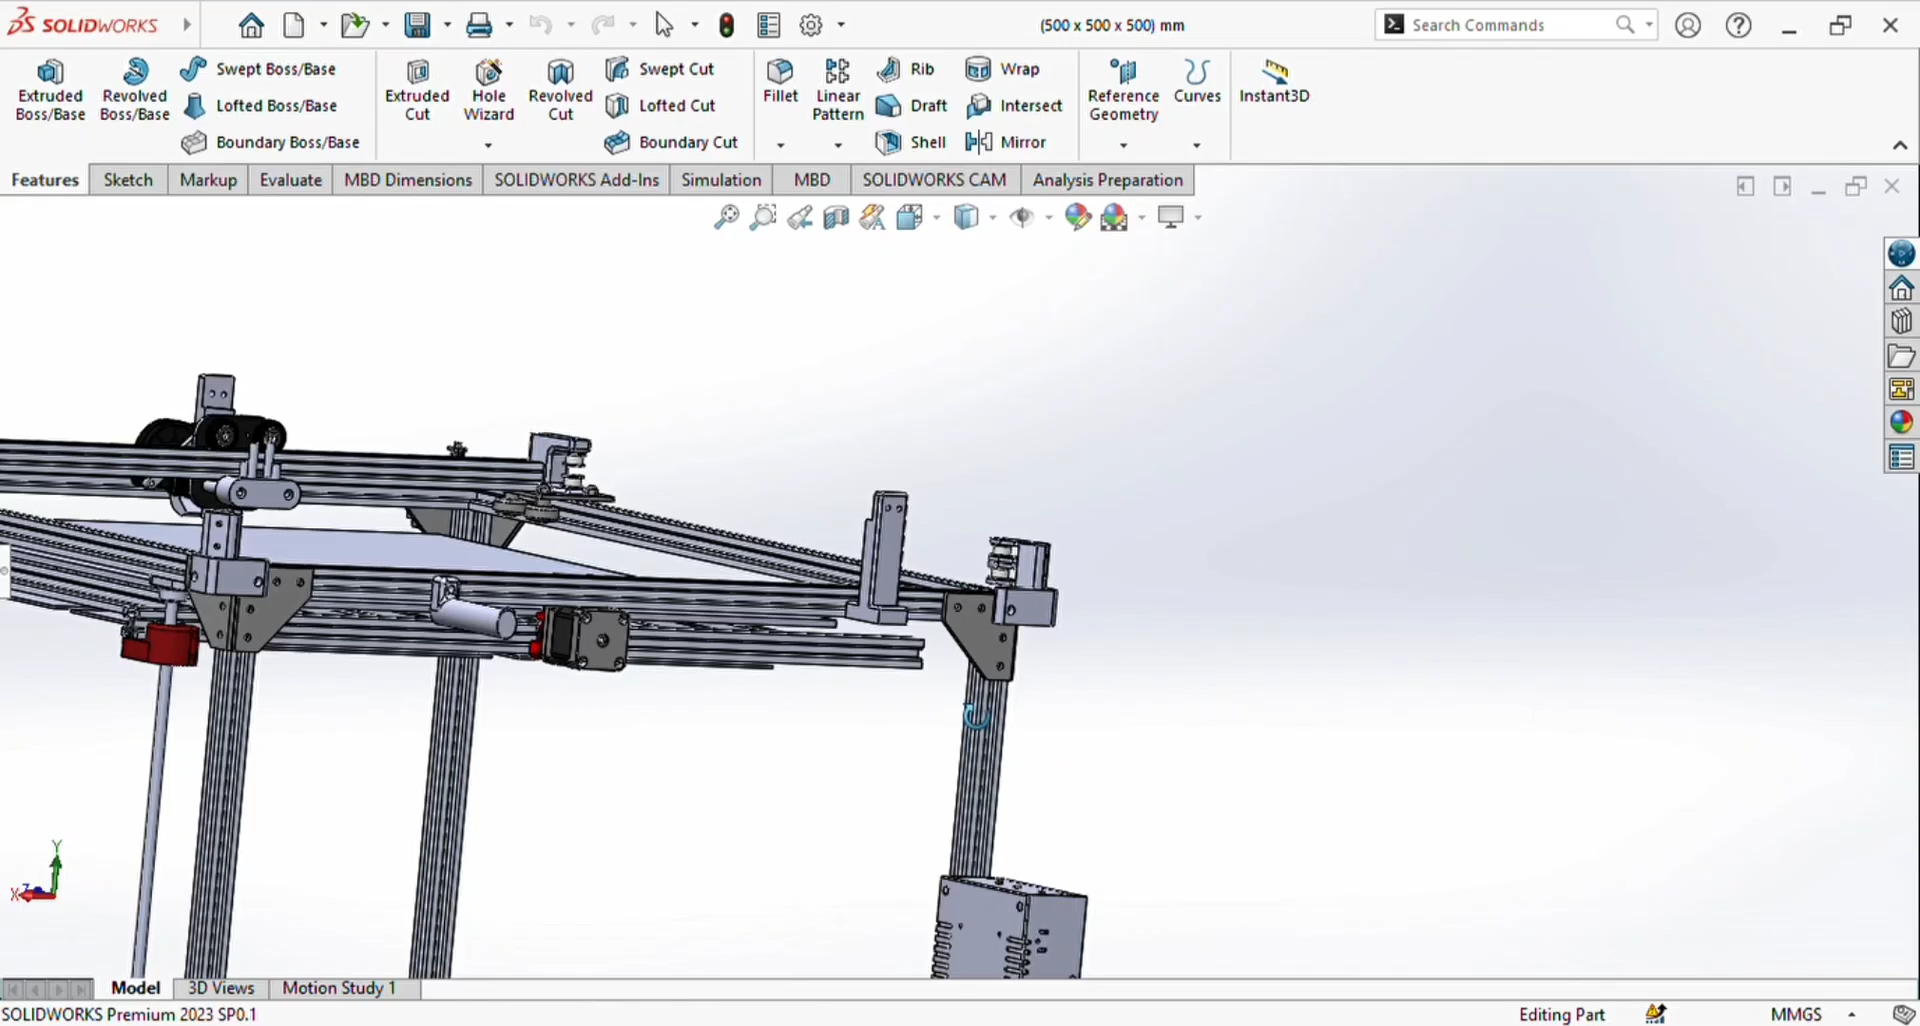 SOLIDWORKS
(500 x 500 x 500) mm
Search Commands
Extruded Boss/Base
Revolved Boss/Base
Swept Boss/Base
Lofted Boss/Base
Boundary Boss/Base
Extruded Cut
Hole Wizard
Revolved Cut
Swept Cut
Lofted Cut
Boundary Cut
Fillet
Linear Pattern
Rib
Draft
Shell
Wrap
Intersect
Mirror
Reference Geometry
Curves
Instant3D
Features
Sketch
Markup
Evaluate
MBD Dimensions
SOLIDWORKS Add-Ins
Simulation
MBD
SOLIDWORKS CAM
Analysis Preparation
Y
X
Z
Model
3D Views
Motion Study 1
SOLIDWORKS Premium 2023 SP0.1
Editing Part
MMGS